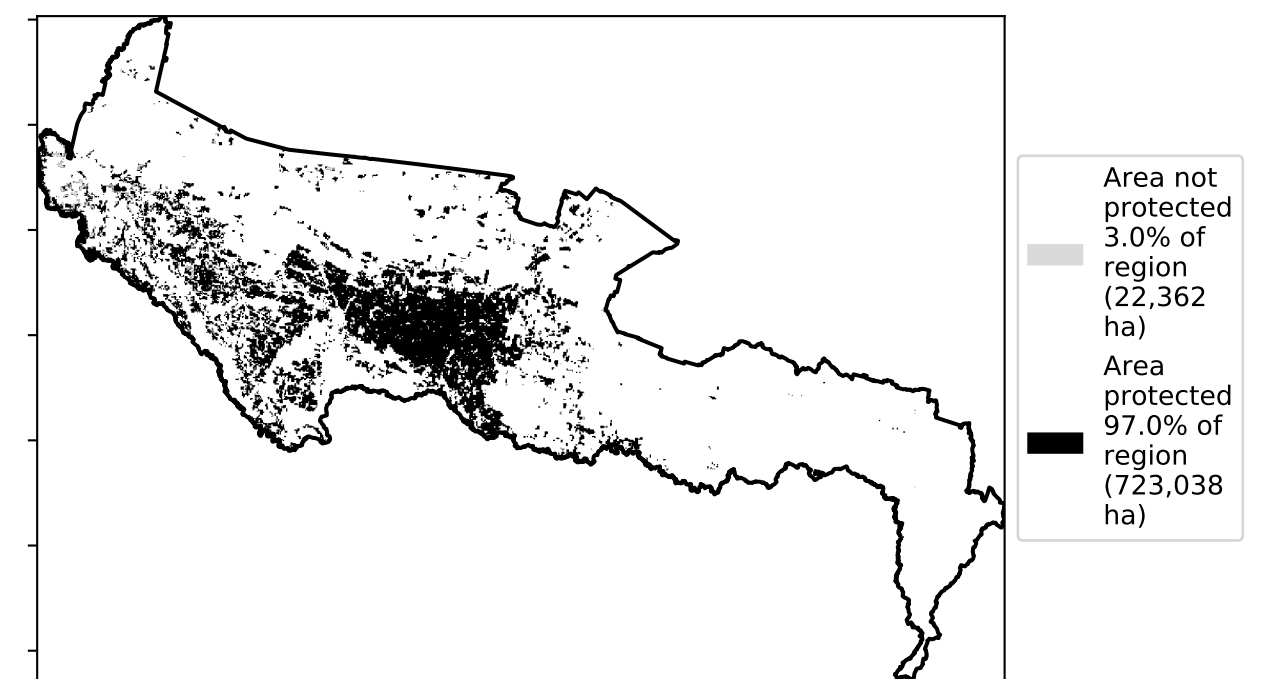 Area not
protected
3.0% of
region
(22,362
ha)
Area
protected
97.0% of
region
(723,038
ha)